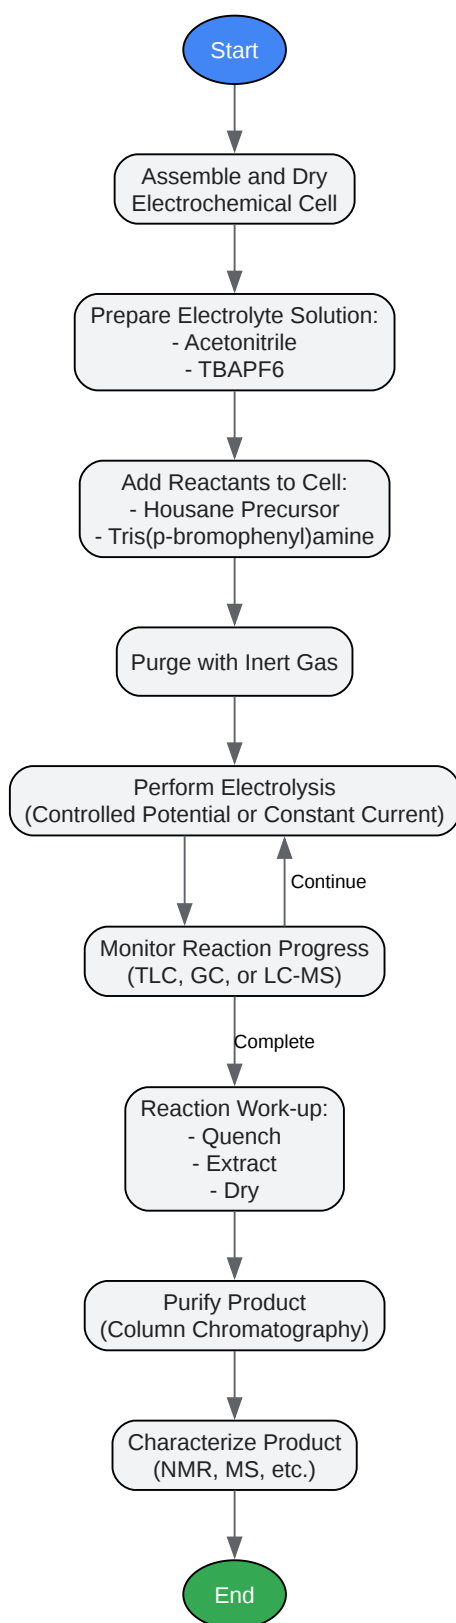 Start
Assemble and Dry
Electrochemical Cell
Prepare Electrolyte Solution:
- Acetonitrile
- TBAPF6
Add Reactants to Cell:
- Housane Precursor
- Tris(p-bromophenyl)amine
Purge with Inert Gas
Perform Electrolysis
(Controlled Potential or Constant Current)
Continue
Monitor Reaction Progress
(TLC, GC, or LC-MS)
Complete
Reaction Work-up:
- Quench
- Extract
- Dry
Purify Product
(Column Chromatography)
Characterize Product
(NMR, MS, etc.)
End